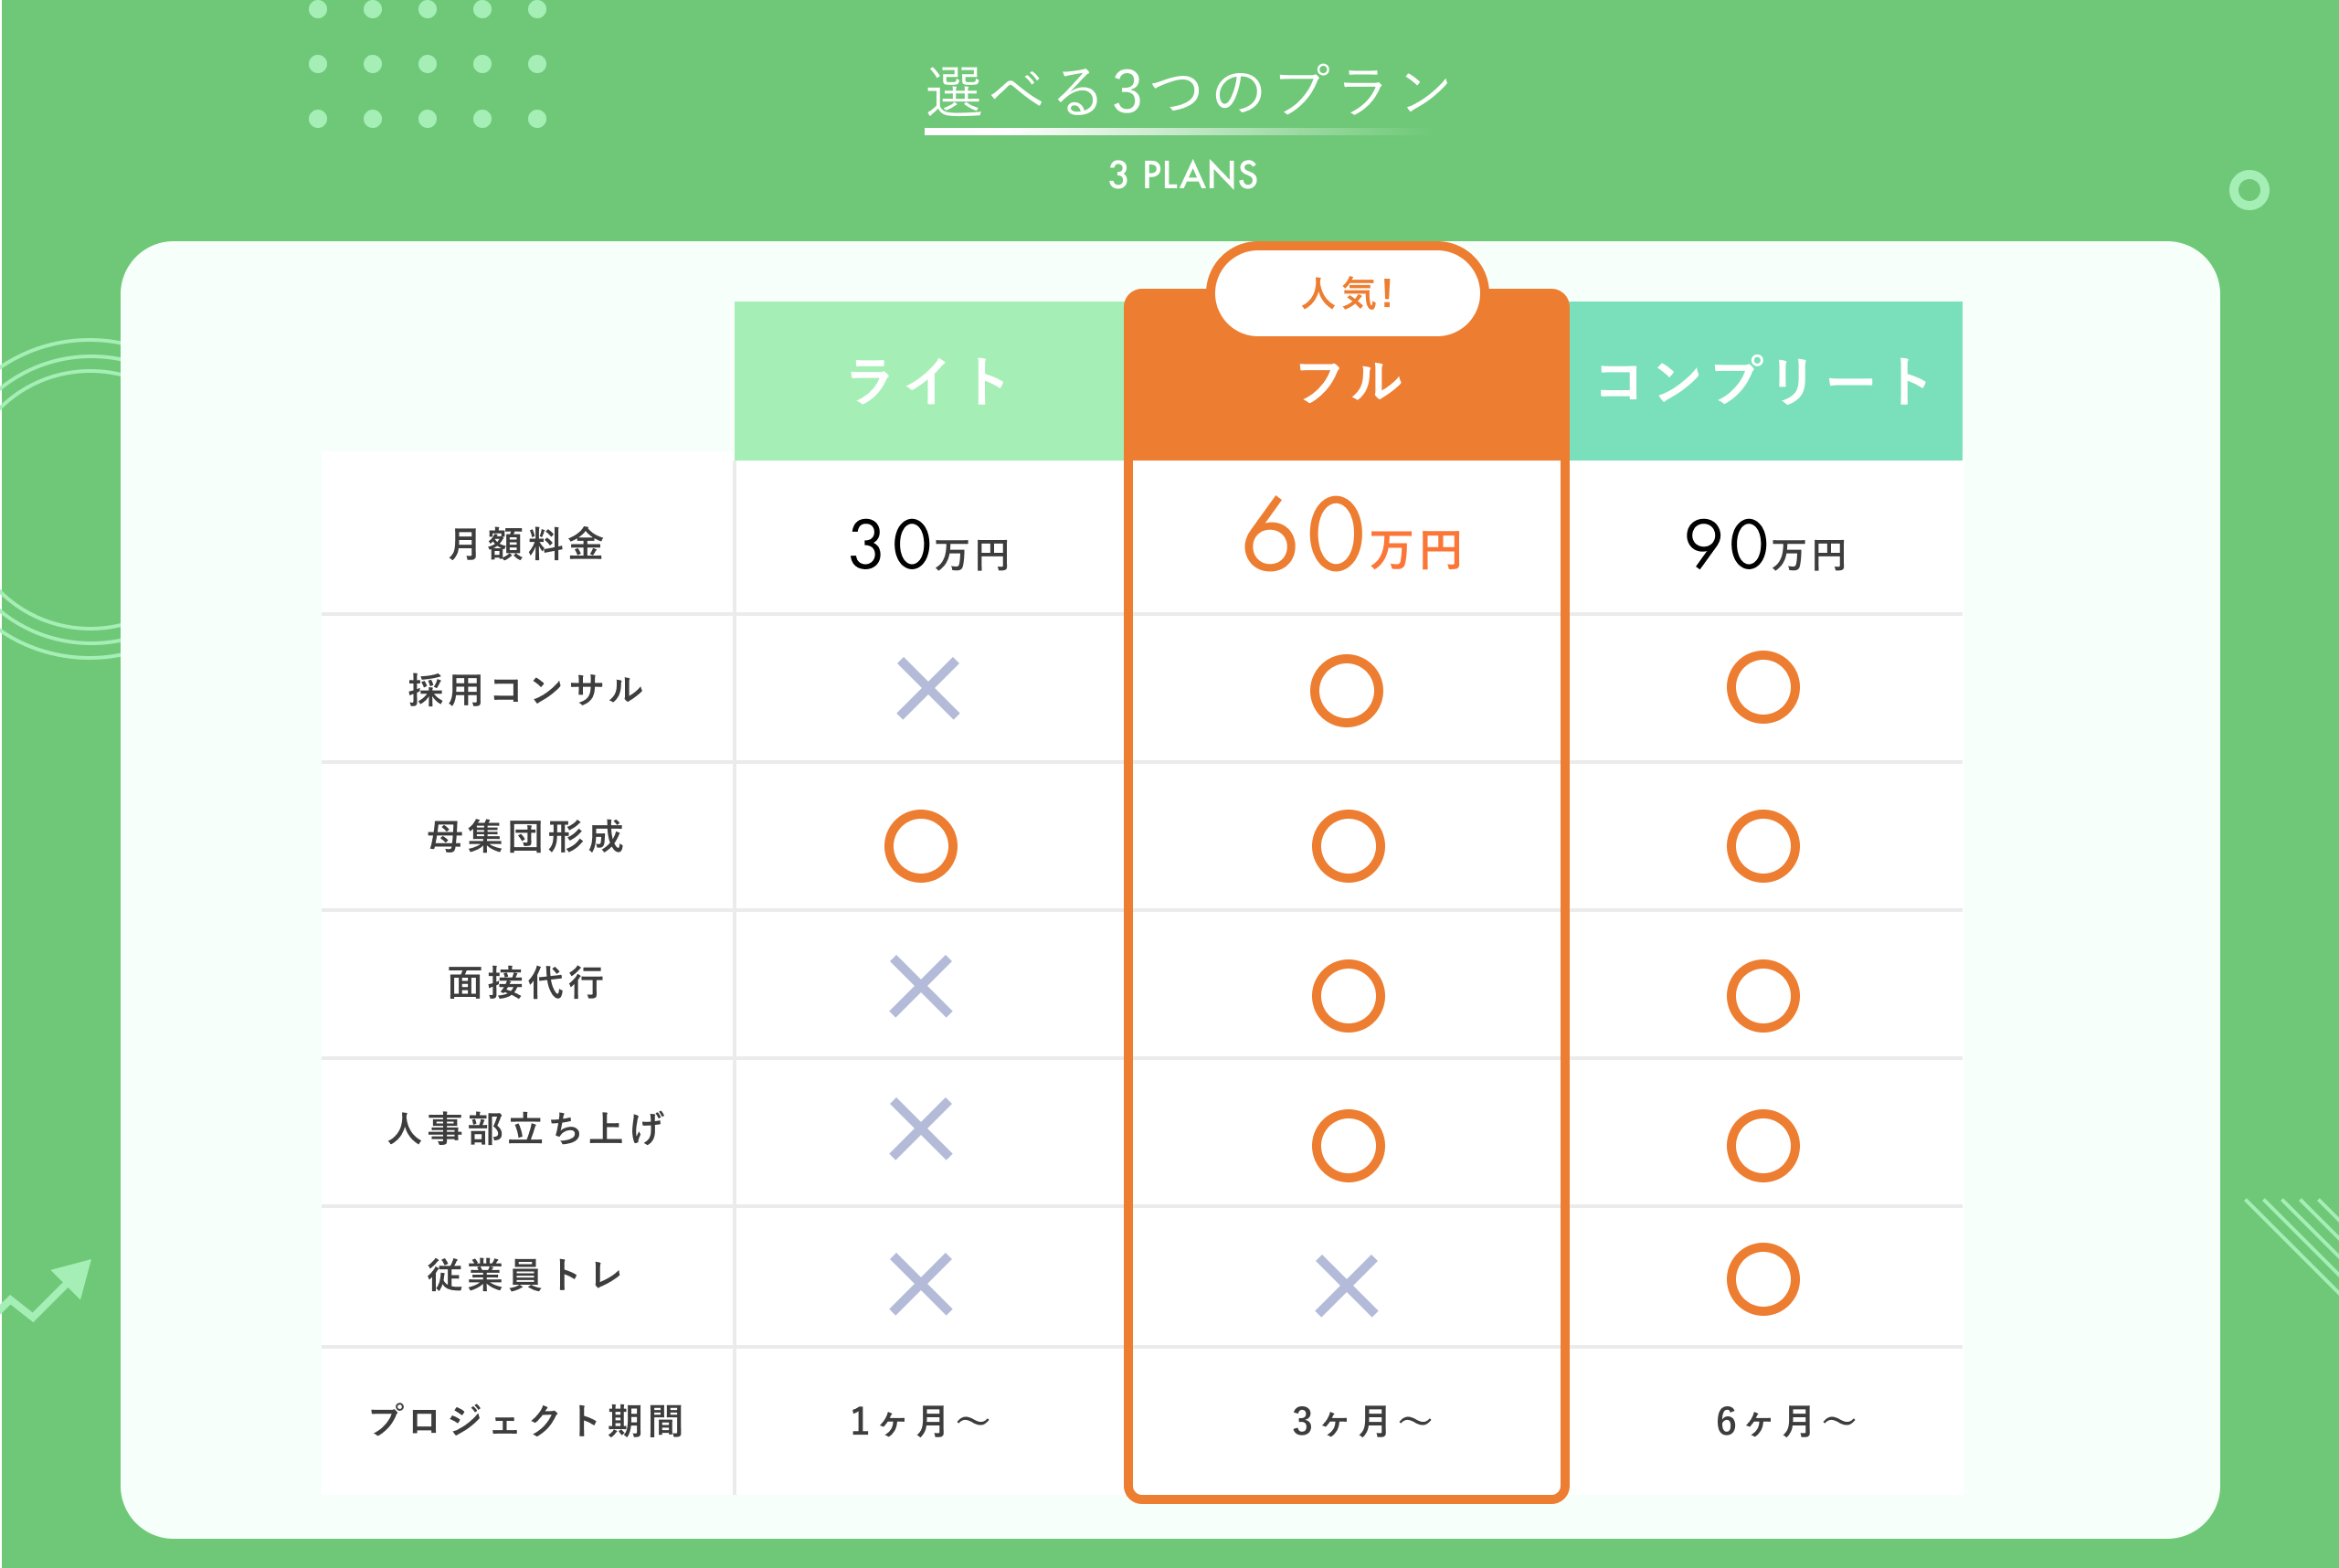 選べる3つのプラン
3 PLANS
人気!
ライト フル コンプリート
月額料金 30万円 60万円 90万円
採用コンサル × ○ ○
母集団形成 ○ ○ ○
面接代行 × ○ ○
人事部立ち上げ × ○ ○
従業員トレ × × ○
プロジェクト期間 1ヶ月〜 3ヶ月〜 6ヶ月〜